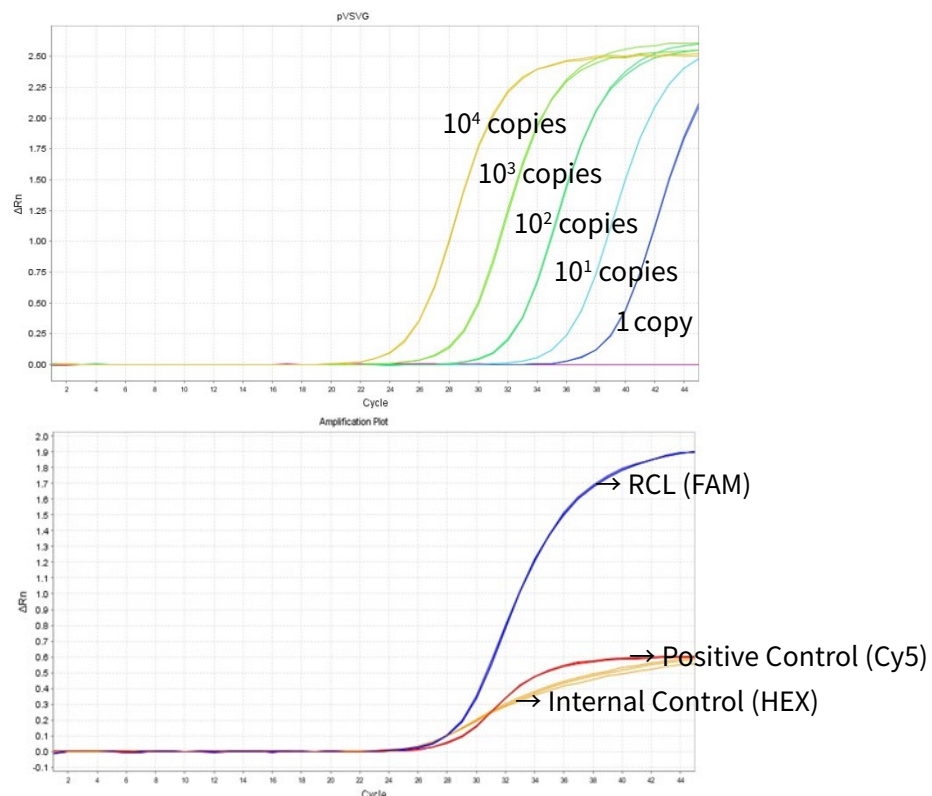 pVSVG
2.50
2.25
2.00
1.75
1.50
1.25
1.00
0.75
0.50
0.25
0.00
ΔRn
10⁴ copies
10³ copies
10² copies
10¹ copies
1 copy
2 4 6 8 10 12 14 16 18 20 22 24 26 28 30 32 34 36 38 40 42 44
Cycle
Amplification Plot
2.0
1.9
1.8
1.7
1.6
1.5
1.4
1.3
1.2
1.1
1.0
0.9
0.8
0.7
0.6
0.5
0.4
0.3
0.2
0.1
0.0
-0.1
ΔRn
→ RCL (FAM)
→ Positive Control (Cy5)
→ Internal Control (HEX)
2 4 6 8 10 12 14 16 18 20 22 24 26 28 30 32 34 36 38 40 42 44
Cycle